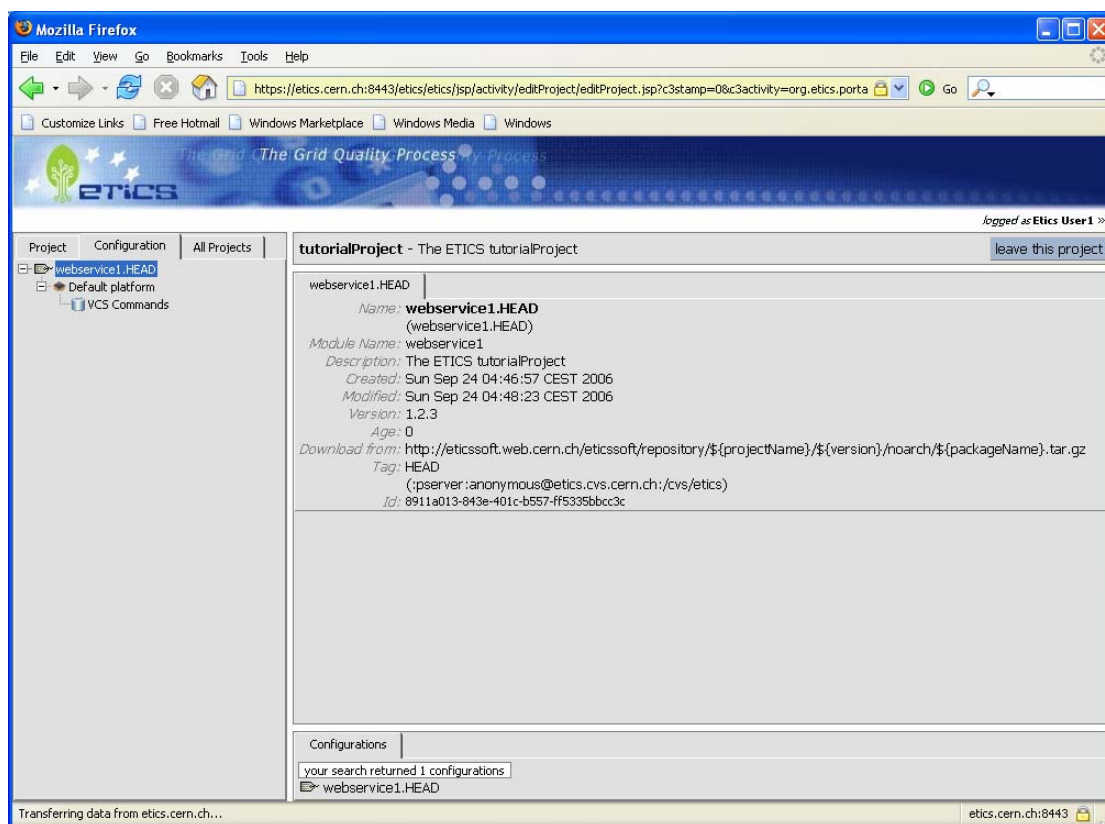 Mozilla Firefox
File Edit View Go Bookmarks Tools Help
https://etics.cern.ch:8443/etics/etics/jsp/activity/editProject/editProject.jsp?c3stamp=08c3activity=org.etics.porta Go
Customize Links Free Hotmail Windows Marketplace Windows Media Windows
The Grid The Grid Quality Process Process
eTiCS
logged as Etics User1 »
Project Configuration All Projects
tutorialProject - The ETICS tutorialProject leave this project
webservice1.HEAD
Default platform
VCS Commands
webservice1.HEAD
Name: webservice1.HEAD
(webservice1.HEAD)
Module Name: webservice1
Description: The ETICS tutorialProject
Created: Sun Sep 24 04:46:57 CEST 2006
Modified: Sun Sep 24 04:48:23 CEST 2006
Version: 1.2.3
Age: 0
Download from: http://eticssoft.web.cern.ch/eticssoft/repository/${projectName}/${version}/noarch/${packageName}.tar.gz
Tag: HEAD
(:pserver:anonymous@etics.cvs.cern.ch:/cvs/etics)
Id: 8911a013-843e-401c-b557-ff5335bbcc3c
Configurations
your search returned 1 configurations
webservice1.HEAD
Transferring data from etics.cern.ch... etics.cern.ch:8443